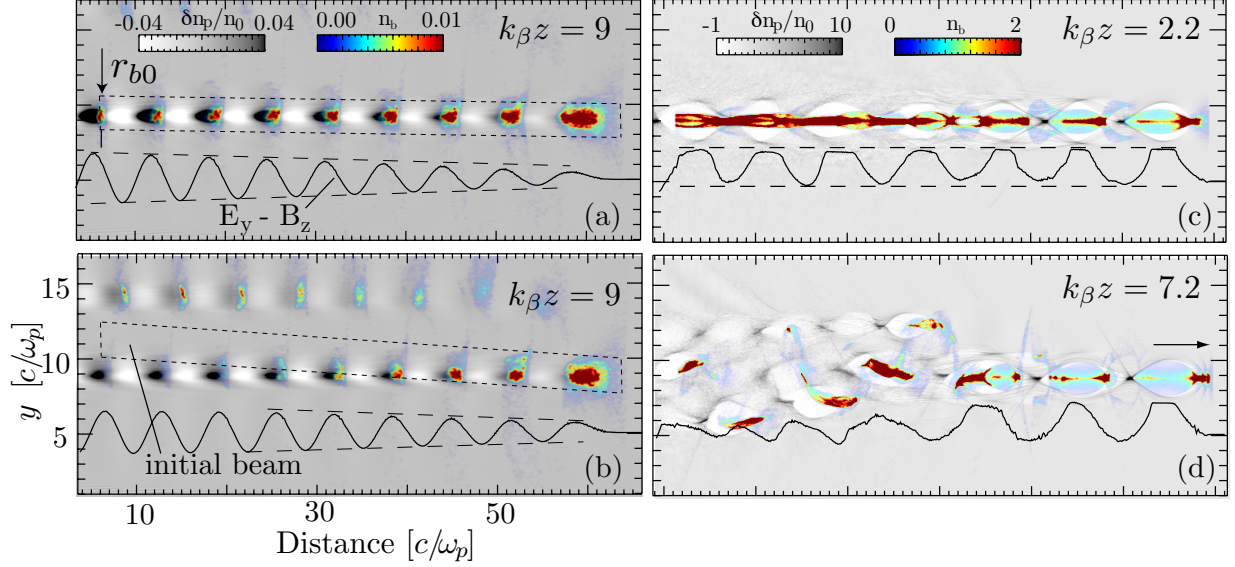 -0.04 δn_p/n_0 0.04
0.00 n_b 0.01
k_βz = 9
r_{b0}
E_y - B_z
(a)
-1 δn_p/n_0 10
0 n_b 2
k_βz = 2.2
(c)
k_βz = 9
15
10
5
y [c/ω_p]
initial beam
(b)
10 30 50
Distance [c/ω_p]
k_βz = 7.2
(d)